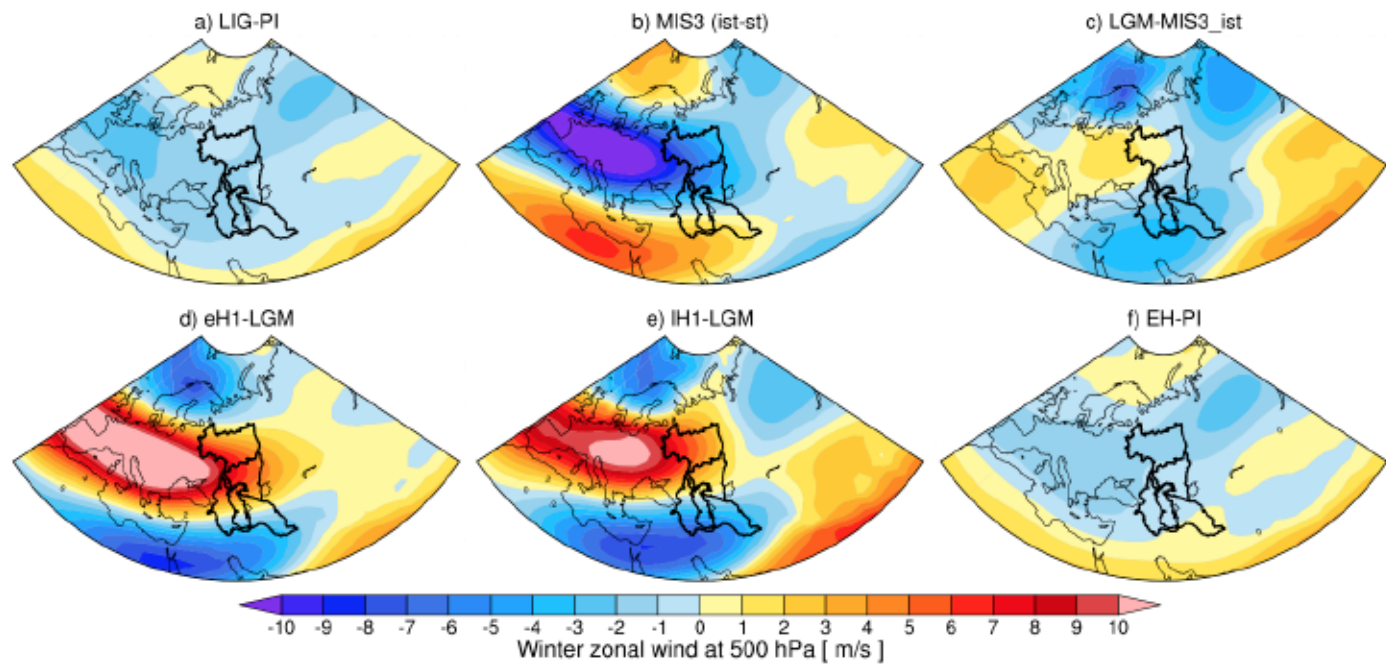 a) LIG-PI
b) MIS3 (ist-st)
c) LGM-MIS3_ist
d) eH1-LGM
e) lH1-LGM
f) EH-PI
-10 -9 -8 -7 -6 -5 -4 -3 -2 -1 0 1 2 3 4 5 6 7 8 9 10
Winter zonal wind at 500 hPa [ m/s ]